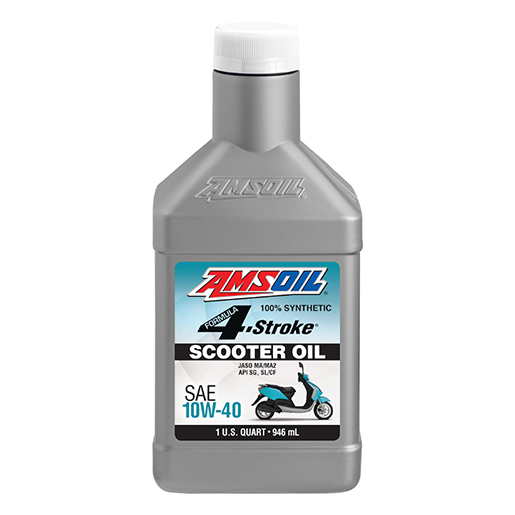 AMSOIL®
AMSOIL®
100% SYNTHETIC
FORMULA 4-Stroke®
SCOOTER OIL
JASO MA/MA2
API SG, SL/CF
SAE
10W-40
1 U.S. QUART • 946 mL